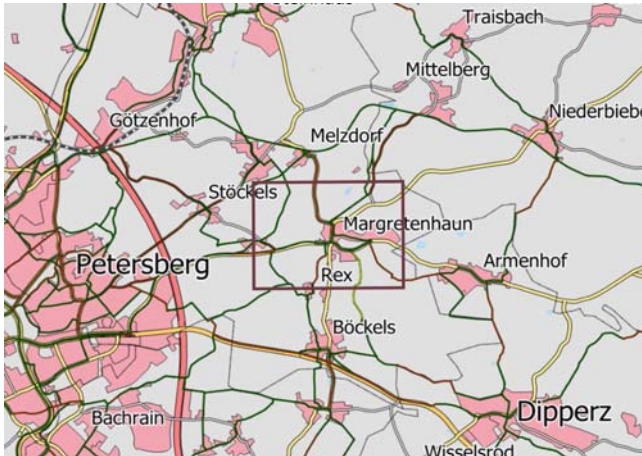 Traisbach
Mittelberg
Niederbiebe
Götzenhof
Melzdorf
Stöckels
Margretenhaun
Petersberg
Armenhof
Rex
Böckels
Bachrain
Dipperz
Wisselsrod